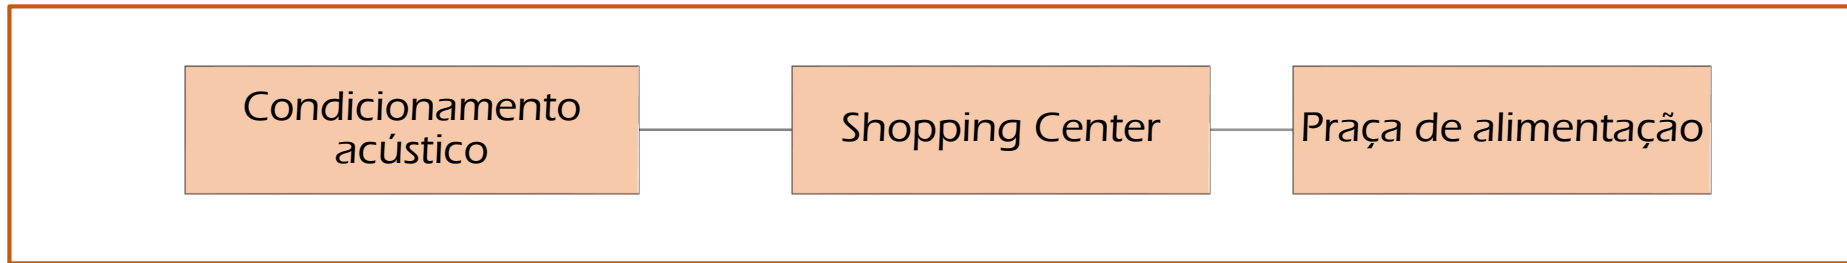 Condicionamento
acústico
Shopping Center
Praça de alimentação